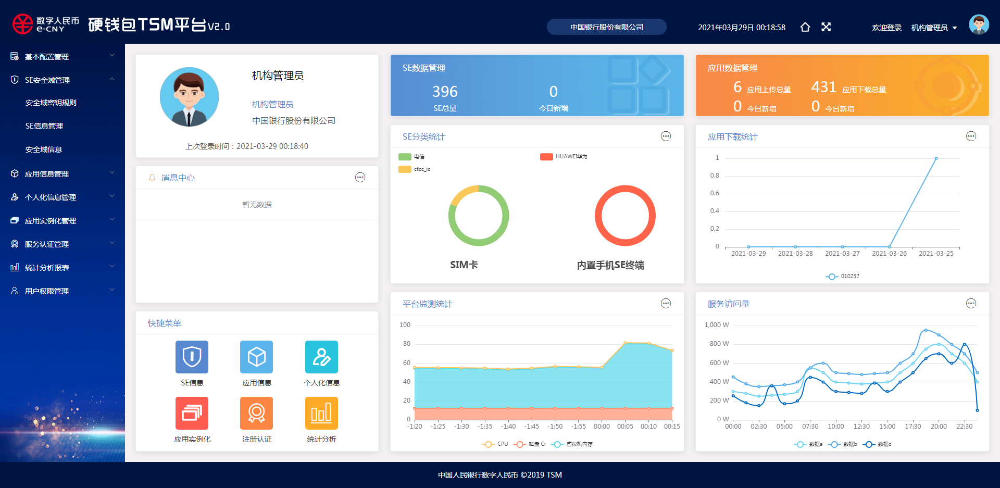 数字人民币
e-CNY
硬钱包TSM平台V2.0
中国银行股份有限公司
2021年03月29日 00:18:58
欢迎登录 机构管理员
基本配置管理
SE安全域管理
安全域密钥规则
SE信息管理
安全域信息
应用信息管理
个人化信息管理
应用实例化管理
服务认证管理
统计分析报表
用户权限管理
机构管理员
机构管理员
中国银行股份有限公司
上次登录时间：2021-03-29 00:18:40
消息中心
暂无数据
快捷菜单
SE信息 应用信息 个人化信息
应用实例化 注册认证 统计分析
SE数据管理
396 0
SE总量 今日新增
应用数据管理
6 应用上传总量 431 应用下载总量
0 今日新增 0 今日新增
SE分类统计
电信 HUAWEI华为
ctcc_ic
SIM卡 内置手机SE终端
应用下载统计
1
0.8
0.6
0.4
0.2
0
2021-03-29 2021-03-28 2021-03-27 2021-03-26 2021-03-25
010237
平台监测统计
100
80
60
40
20
0
-1:20 -1:25 -1:30 -1:35 -1:40 -1:45 -1:50 -1:55 00:00 00:05 00:10 00:15
CPU 磁盘 C: 虚拟机内存
服务访问量
1,000 W
800 W
600 W
400 W
200 W
0 W
00:00 02:30 05:00 07:30 10:00 12:30 15:00 17:30 20:00 22:30
数据a 数据b 数据c
中国人民银行数字人民币 ©2019 TSM